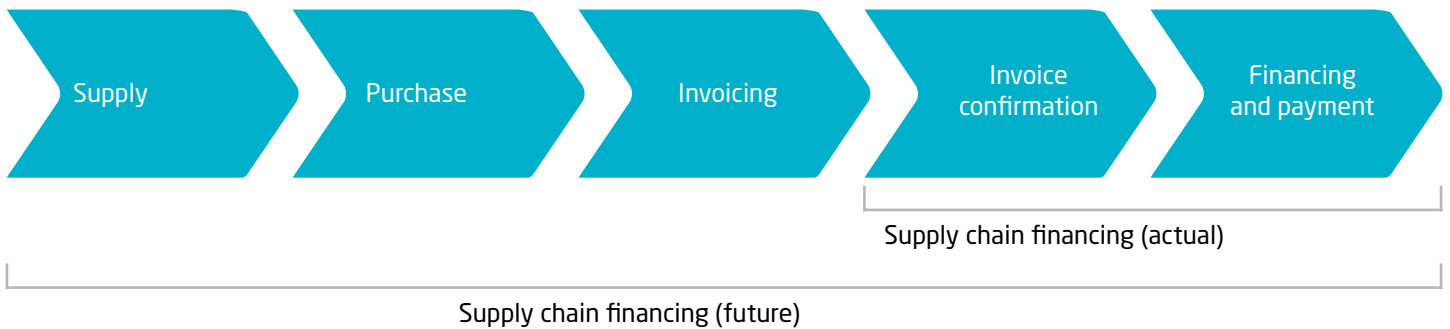 Supply
Purchase
Invoicing
Invoice
confirmation
Financing
and payment
Supply chain financing (actual)
Supply chain financing (future)